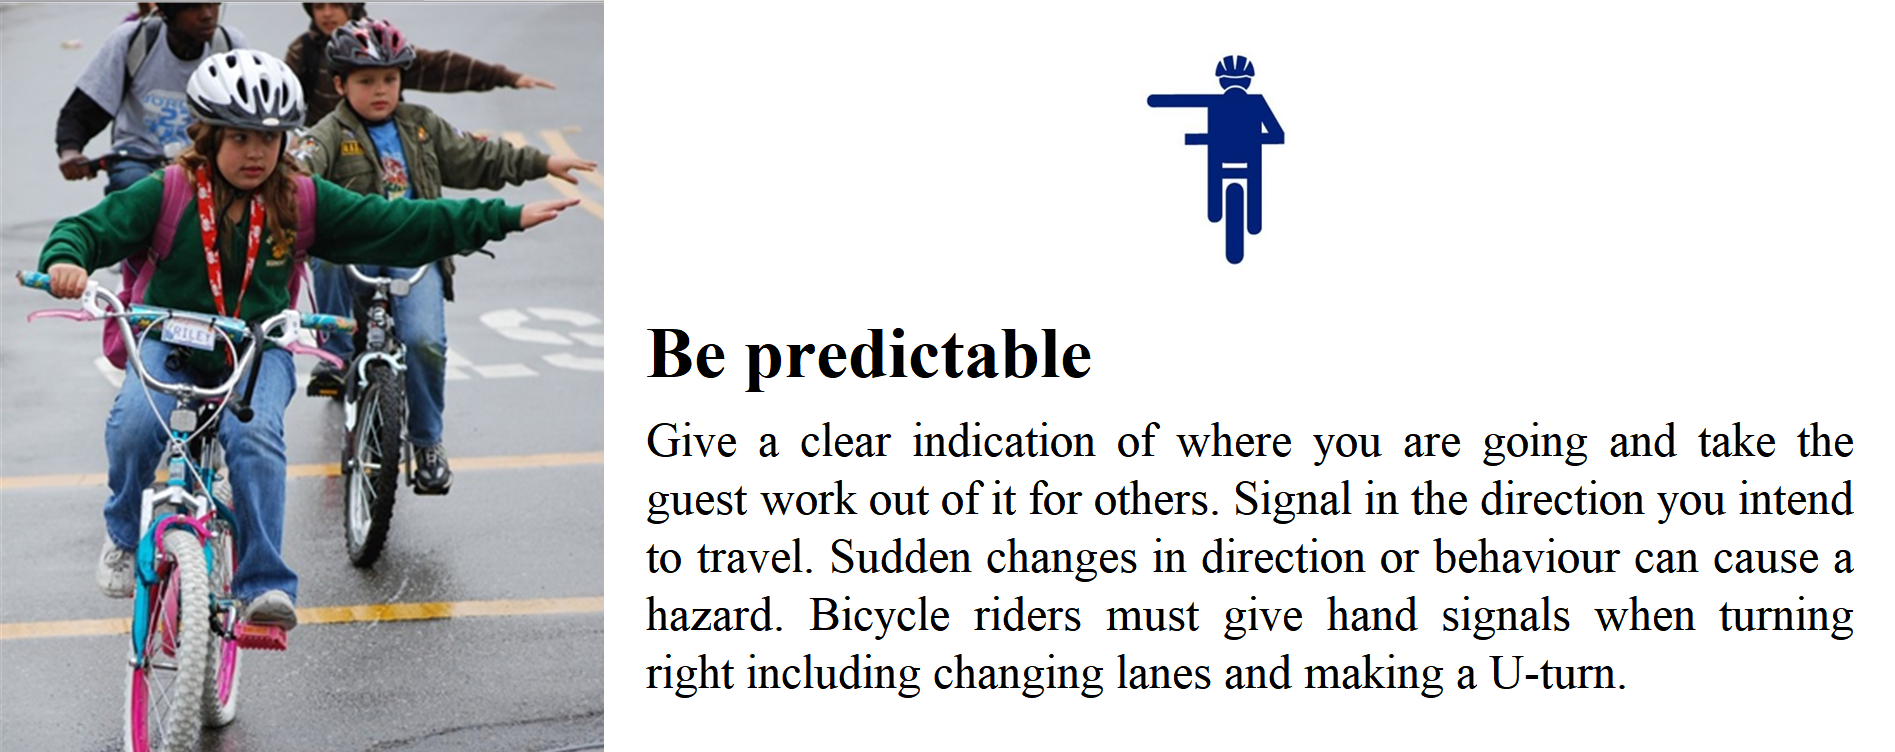 RILEY
Be predictable
Give a clear indication of where you are going and take the
guest work out of it for others. Signal in the direction you intend
to travel. Sudden changes in direction or behaviour can cause a
hazard. Bicycle riders must give hand signals when turning
right including changing lanes and making a U-turn.